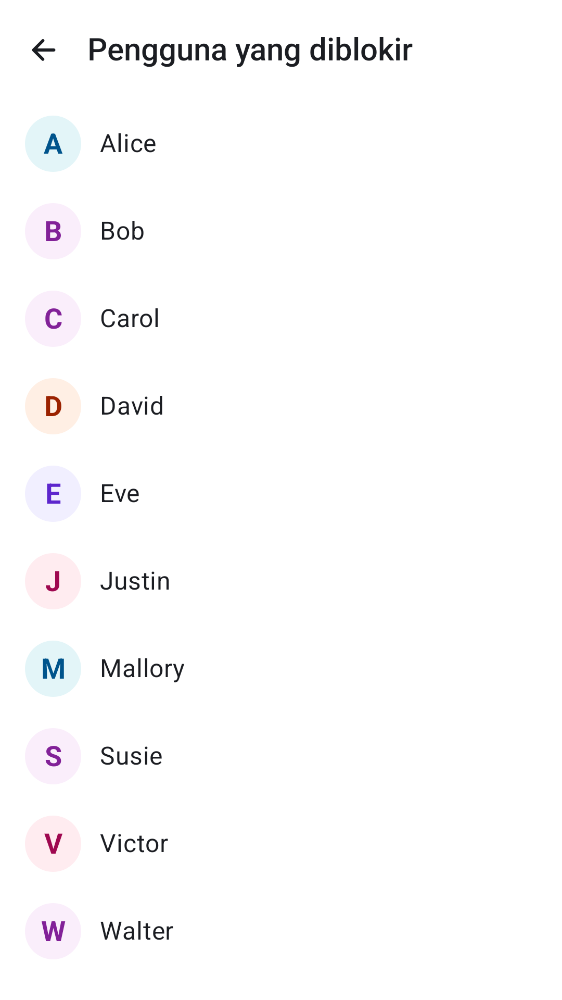 Pengguna yang diblokir
A Alice
B Bob
C Carol
D David
E Eve
J Justin
M Mallory
S Susie
V Victor
W Walter